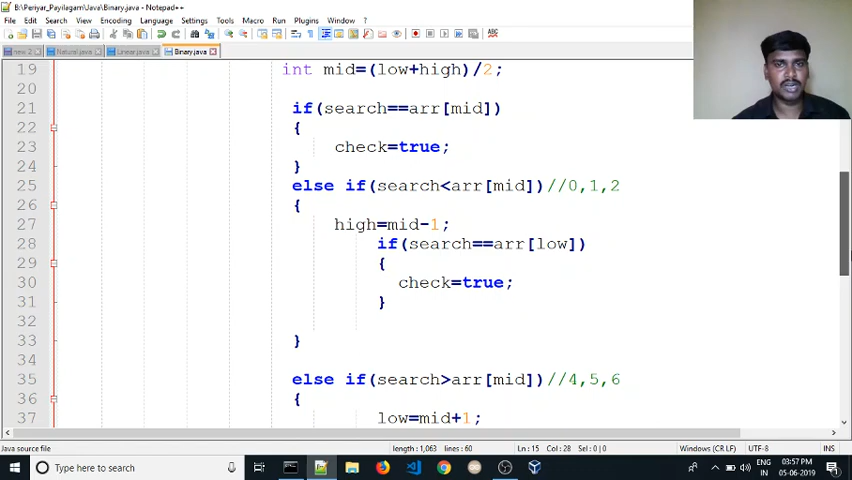 B:\Periyar_Payilagam\Java\Binary.java - Notepad++
File Edit Search View Encoding Language Settings Tools Macro Run Plugins Window ?
new 2 Natural.java Linear.java Binary.java
19 int mid=(low+high)/2;
20
21 if(search==arr[mid])
22 {
23 check=true;
24 }
25 else if(search<arr[mid])//0,1,2
26 {
27 high=mid-1;
28 if(search==arr[low])
29 {
30 check=true;
31 }
32
33 }
34
35 else if(search>arr[mid])//4,5,6
36 {
37 low=mid+1;
Java source file length : 1,063 lines : 60 Ln : 15 Col : 28 Sel : 0 | 0 Windows (CR LF) UTF-8 INS
Type here to search
ENG
IN
03:57 PM
05-06-2019